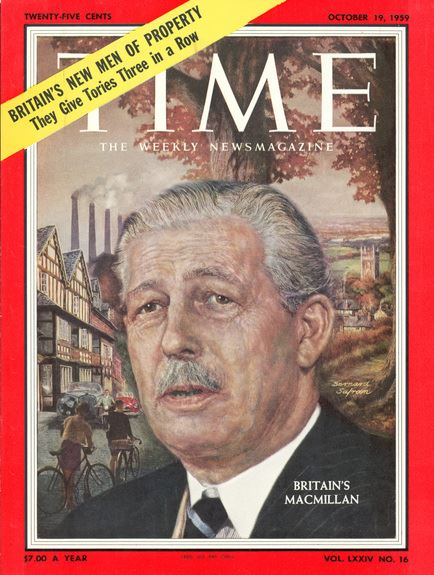 TWENTY-FIVE CENTS
OCTOBER 19, 1959
BRITAIN'S NEW MEN OF PROPERTY
They Give Tories Three in a Row
TIME
THE WEEKLY NEWSMAGAZINE
Bernard
Safran
BRITAIN'S
MACMILLAN
$7.00 A YEAR
VOL. LXXIV NO. 16